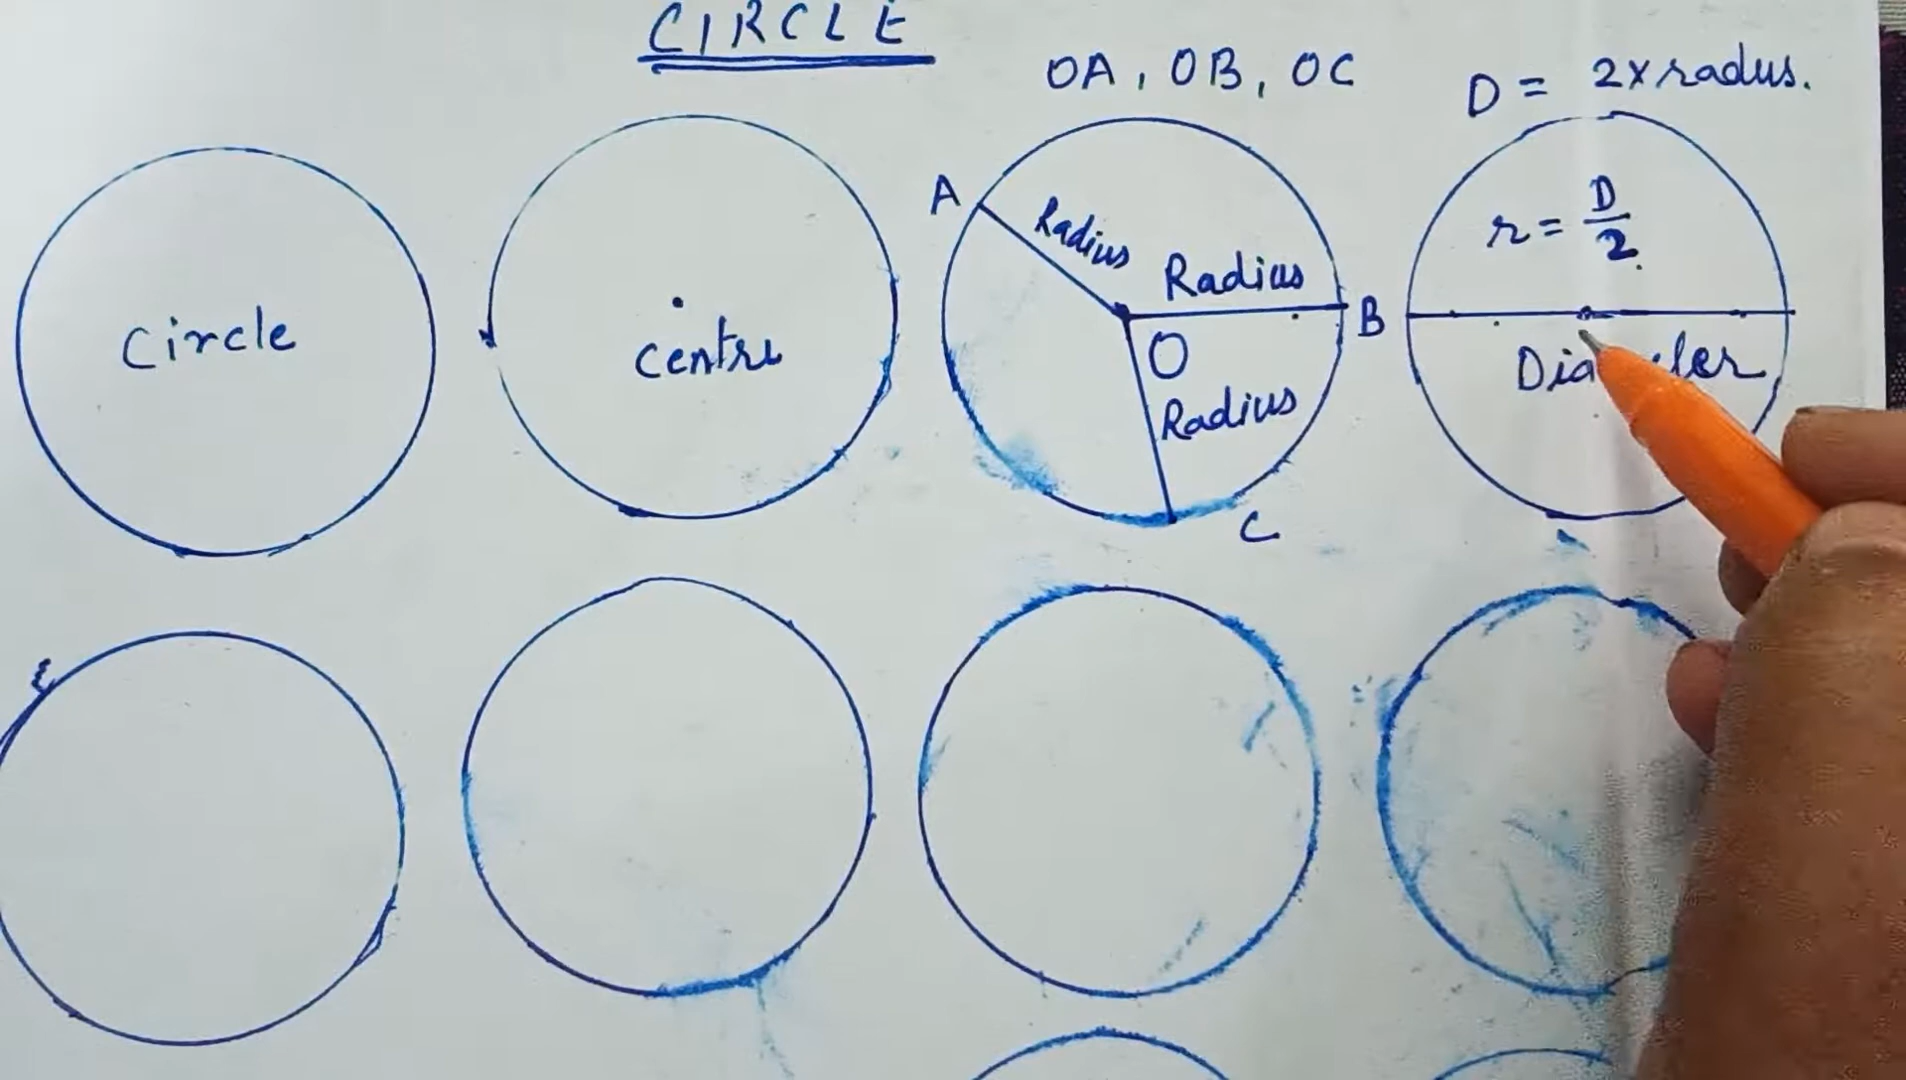 CIRCLE
OA, OB, OC
D = 2x radus.
Circle
centre
A
Radius
Radius
B
O
Radius
C
r = D/2